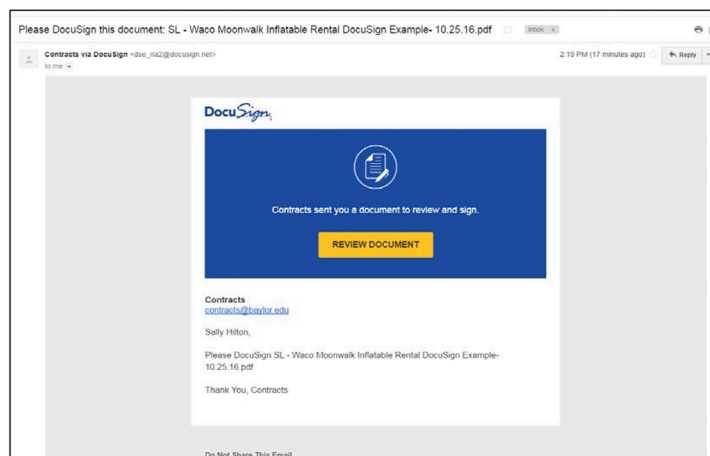 Please DocuSign this document: SL - Waco Moonwalk Inflatable Rental DocuSign Example- 10.25.16.pdf
Inbox x
Contracts via DocuSign <dse_na2@docusign.net>
2:19 PM (17 minutes ago)
Reply
to me
DocuSign
Contracts sent you a document to review and sign.
REVIEW DOCUMENT
Contracts
contracts@baylor.edu
Sally Hilton,
Please DocuSign SL - Waco Moonwalk Inflatable Rental DocuSign Example-
10.25.16.pdf
Thank You, Contracts
Do Not Share This Email